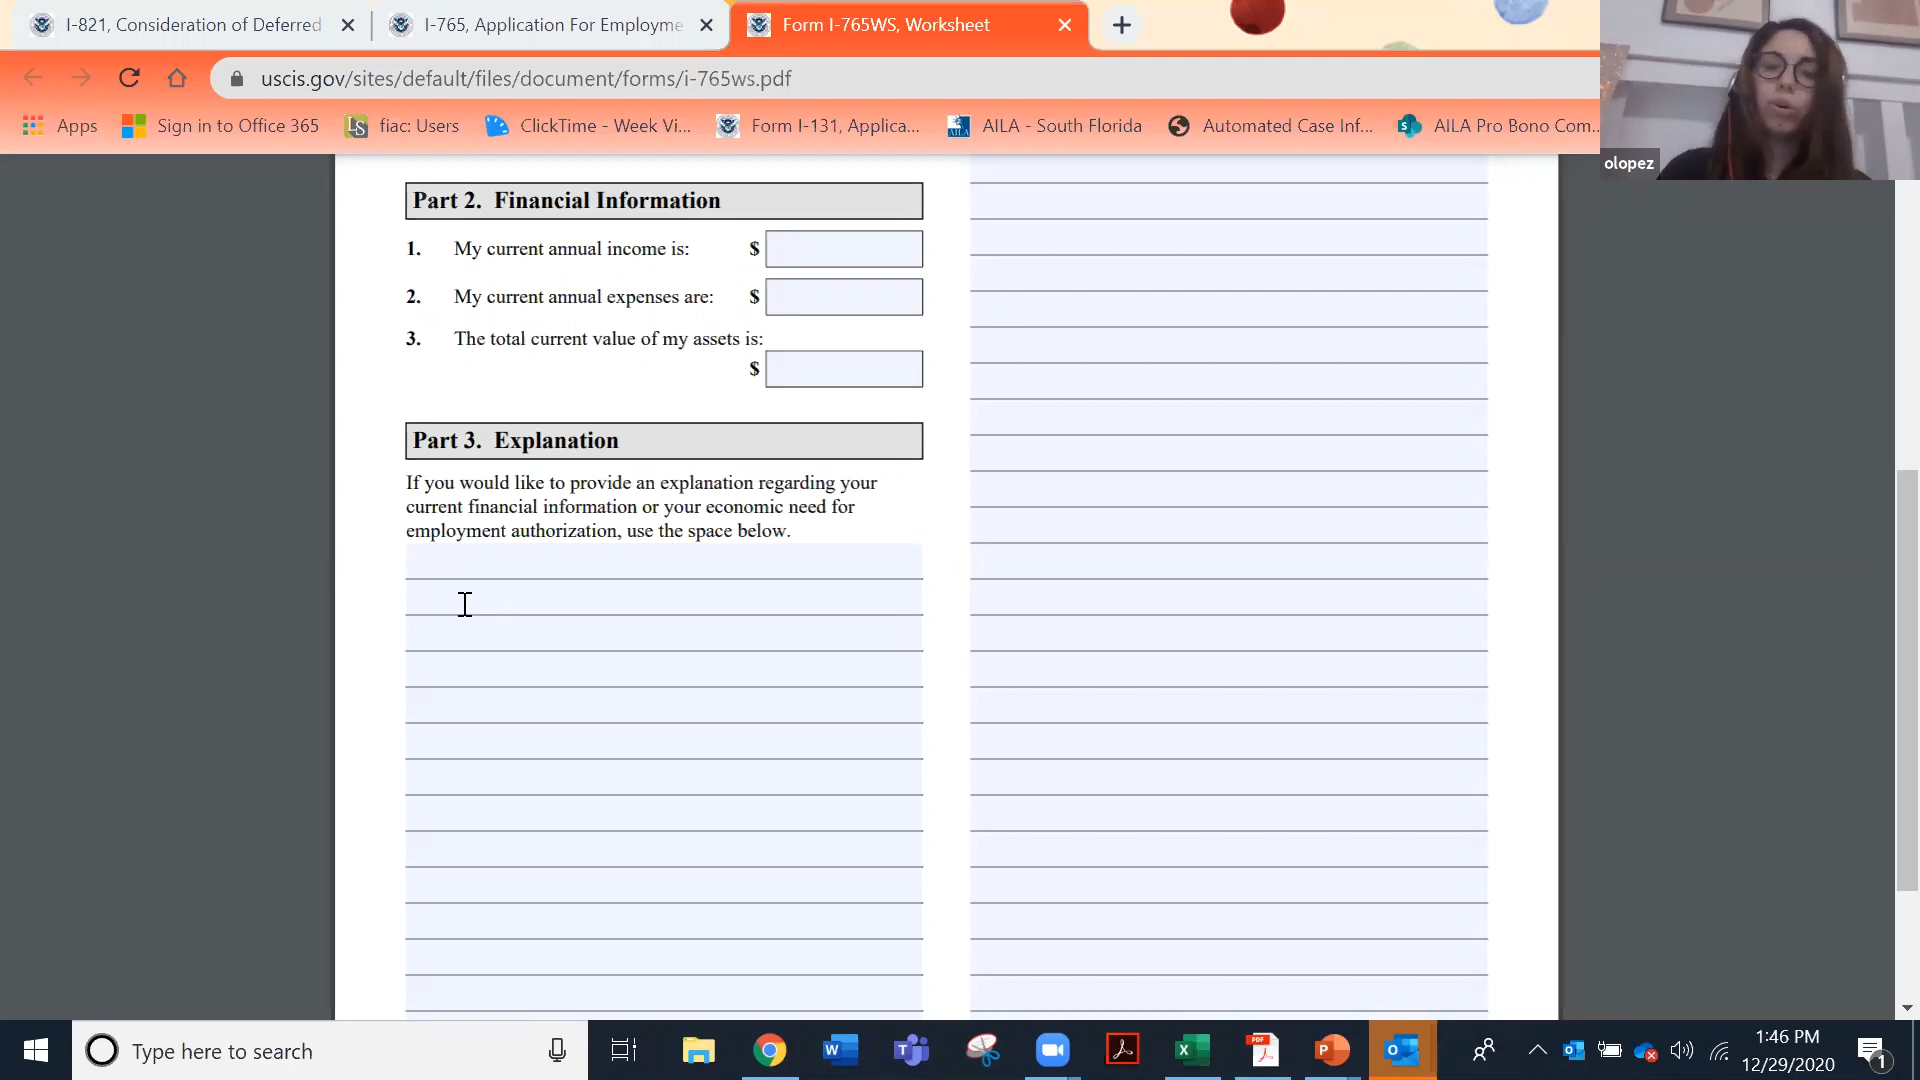 I-821, Consideration of Deferred
I-765, Application For Employme
Form I-765WS, Worksheet
uscis.gov/sites/default/files/document/forms/i-765ws.pdf
Apps
Sign in to Office 365
LS
fiac: Users
ClickTime - Week Vi...
Form I-131, Applica...
AILA
AILA - South Florida
Automated Case Inf...
S
AILA Pro Bono Com...
olopez
Part 2. Financial Information
1. My current annual income is: $
2. My current annual expenses are: $
3. The total current value of my assets is:
$
Part 3. Explanation
If you would like to provide an explanation regarding your
current financial information or your economic need for
employment authorization, use the space below.
Type here to search
W
T
X
PDF
P
O
1:46 PM
12/29/2020
1